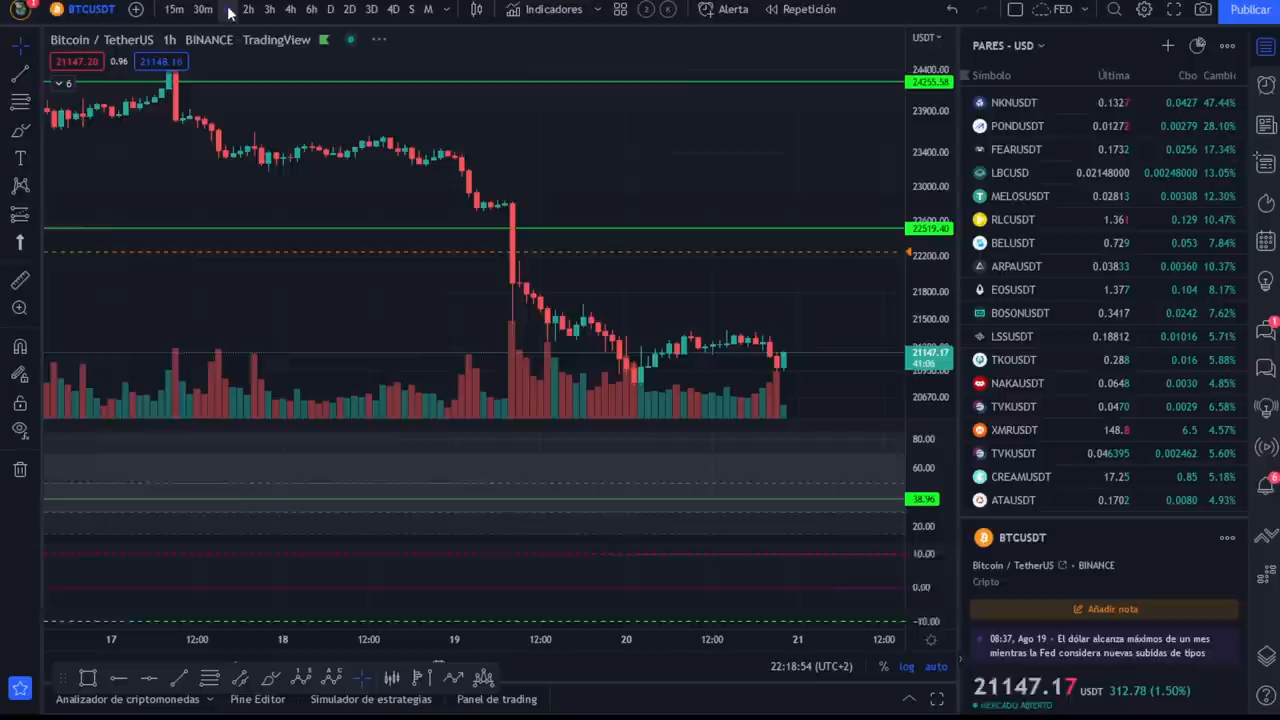 1
BTCUSDT
15m 30m 2h 3h 4h 6h D 2D 3D 4D S M
Indicadores
2
Alerta
Repetición
FED
Publicar
Bitcoin / TetherUS 1h BINANCE TradingView
21147.20 0.96 21148.16
6
USDT
24400.00
24255.58
23900.00
23400.00
23000.00
22519.40
22200.00
21800.00
21500.00
21147.17
41:06
20670.00
80.00
60.00
38.96
20.00
10.00
0.00
−10.00
17 12:00 18 12:00 19 12:00 20 12:00 21 12:00
22:18:54 (UTC+2) % log auto
Analizador de criptomonedas Pine Editor Simulador de estrategias Panel de trading
PARES - USD
Símbolo Última Cbo Cambic
NKNUSDT 0.1327 0.0427 47.44%
PONDUSDT 0.01272 0.00279 28.10%
FEARUSDT 0.1732 0.0256 17.34%
LBCUSD 0.02148000 0.00248000 13.05%
MELOSUSDT 0.02813 0.00308 12.30%
RLCUSDT 1.361 0.129 10.47%
BELUSDT 0.729 0.053 7.84%
ARPAUSDT 0.03833 0.00360 10.37%
EOSUSDT 1.377 0.104 8.17%
BOSONUSDT 0.3417 0.0242 7.62%
LSSUSDT 0.18812 0.01016 5.71%
TKOUSDT 0.288 0.016 5.88%
NAKAUSDT 0.0648 0.0030 4.85%
TVKUSDT 0.0470 0.0029 6.58%
XMRUSDT 148.8 6.5 4.57%
TVKUSDT 0.046395 0.002462 5.60%
CREAMUSDT 17.25 0.85 5.18%
ATAUSDT 0.1702 0.0080 4.93%
BTCUSDT
Bitcoin / TetherUS • BINANCE
Cripto
Añadir nota
08:37, Ago 19 • El dólar alcanza máximos de un mes
mientras la Fed considera nuevas subidas de tipos
21147.17 USDT 312.78 (1.50%)
MERCADO ABIERTO
1
6